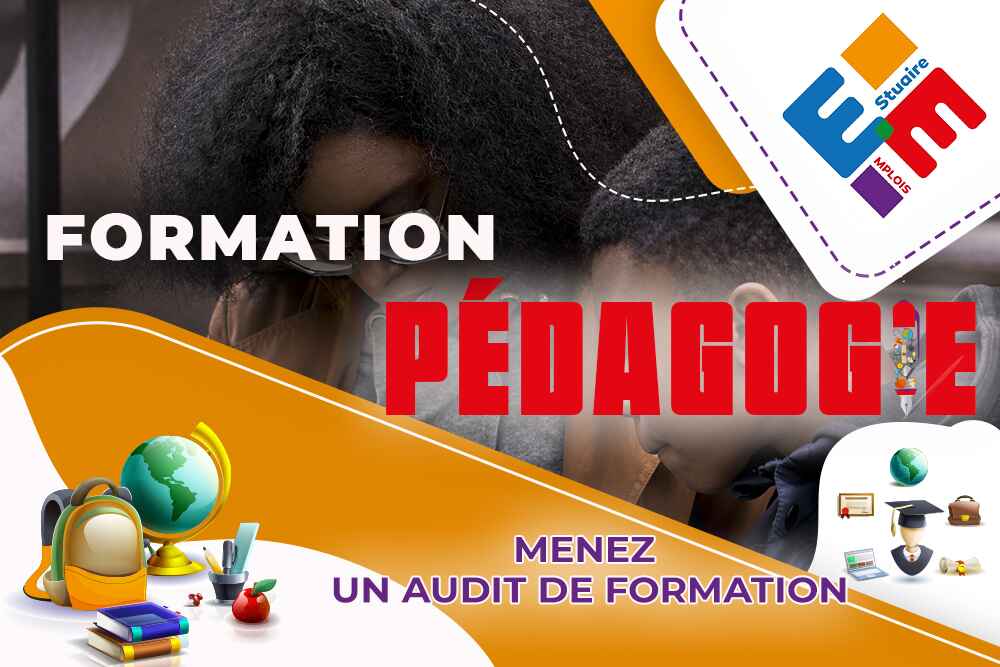 Stuaire
MPLOIS
FORMATION
PÉDAGOGIE
MENEZ
UN AUDIT DE FORMATION